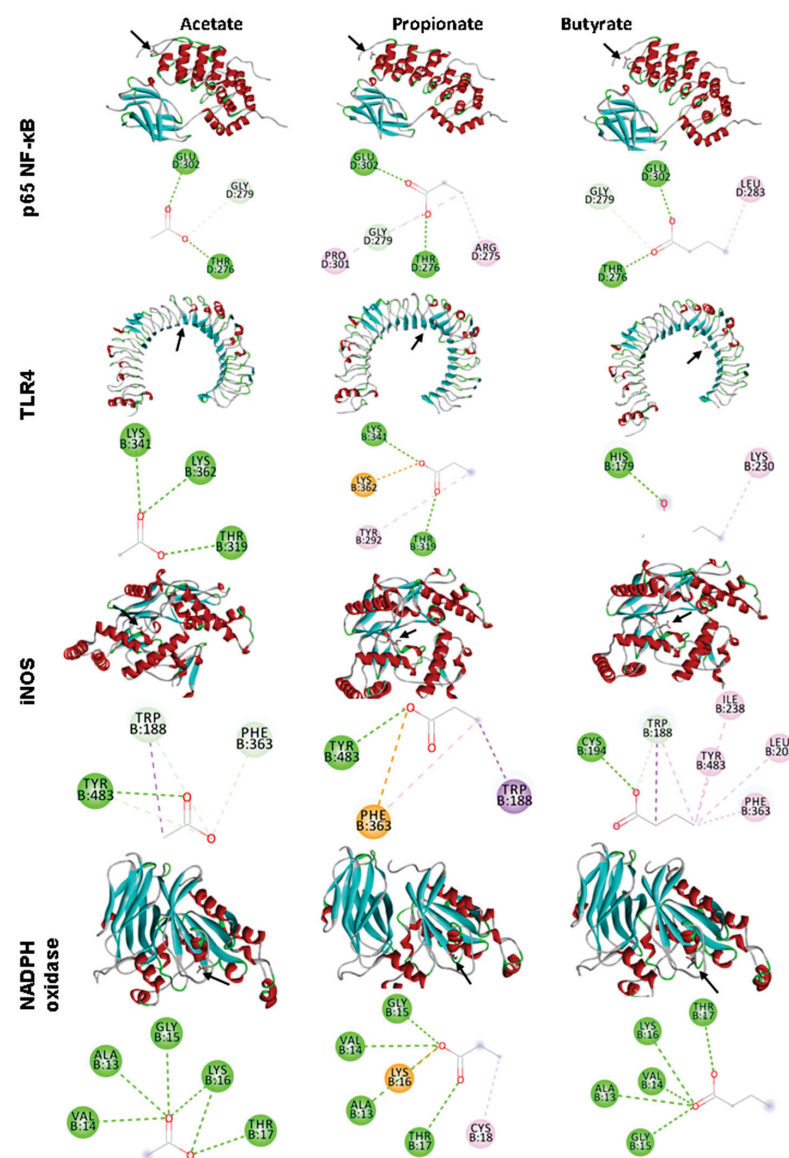 Acetate Propionate Butyrate
p65 NF-κB
GLU
D:302
GLY
D:279
THR
D:276
GLU
D:302
PRO
D:301
GLY
D:279
THR
D:276
ARG
D:275
GLU
D:302
GLY
D:279
LEU
D:283
THR
D:276
O
O
O
O
O
O
TLR4
LYS
B:341
LYS
B:362
THR
B:319
LYS
B:341
LYS
B:362
TYR
B:292
THR
B:319
HIS
B:179
LYS
B:230
O
O
O
O
O
iNOS
TRP
B:188
PHE
B:363
TYR
B:483
TYR
B:483
PHE
B:363
TRP
B:188
ILE
B:238
TRP
B:188
CYS
B:194
TYR
B:483
LEU
B:20
PHE
B:363
O
O
O
O
O
O
NADPH
oxidase
GLY
B:15
ALA
B:13
LYS
B:16
VAL
B:14
THR
B:17
GLY
B:15
VAL
B:14
LYS
B:16
ALA
B:13
THR
B:17
CYS
B:18
THR
B:17
LYS
B:16
VAL
B:14
ALA
B:13
GLY
B:15
O
O
O
O
O
O